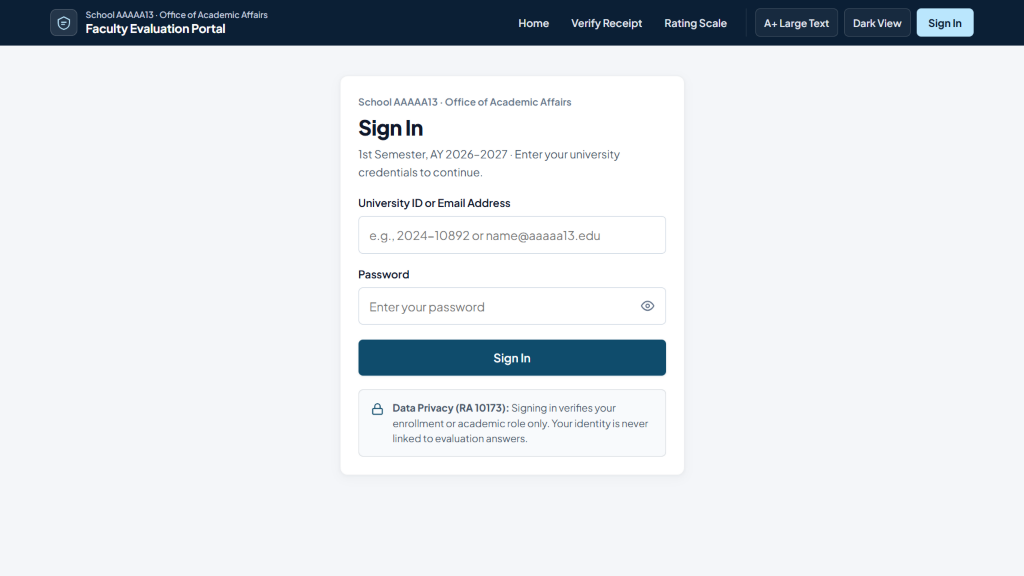 School AAAAA13 · Office of Academic Affairs
Faculty Evaluation Portal
Home
Verify Receipt
Rating Scale
A+ Large Text
Dark View
Sign In
School AAAAA13 · Office of Academic Affairs
Sign In
1st Semester, AY 2026–2027 · Enter your university
credentials to continue.
University ID or Email Address
e.g., 2024-10892 or name@aaaaa13.edu
Password
Enter your password
Sign In
Data Privacy (RA 10173): Signing in verifies your
enrollment or academic role only. Your identity is never
linked to evaluation answers.